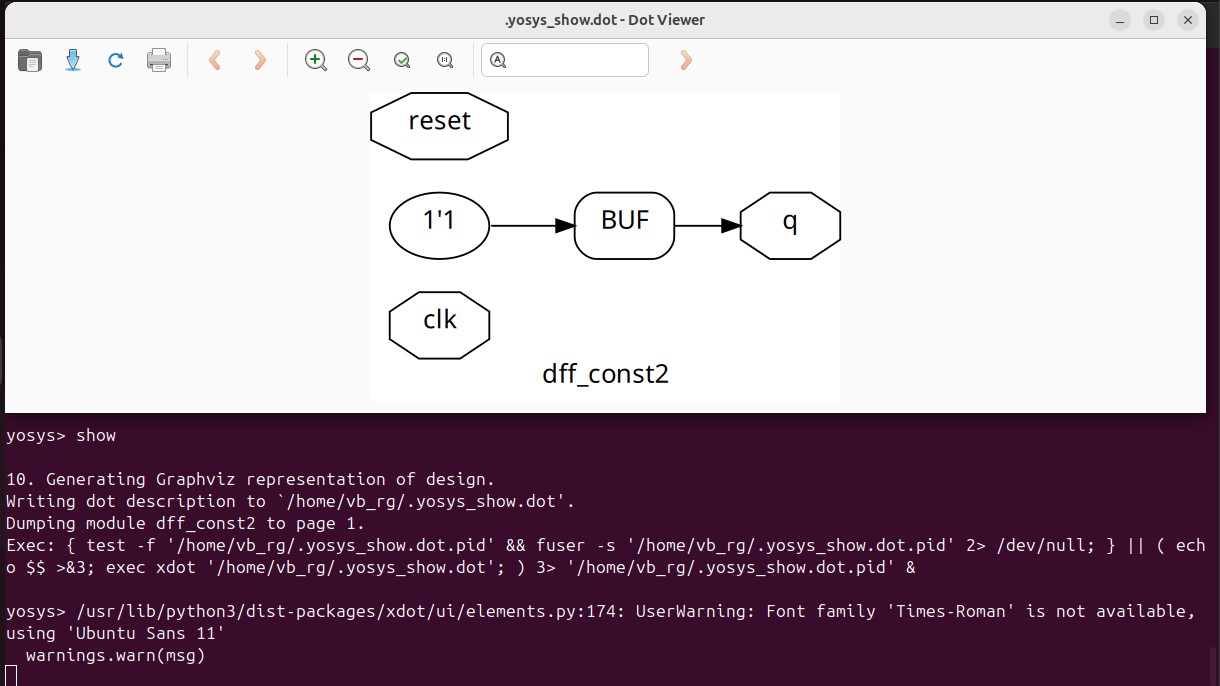 .yosys_show.dot - Dot Viewer
reset
1'1
BUF
q
clk
dff_const2
yosys> show
10. Generating Graphviz representation of design.
Writing dot description to `/home/vb_rg/.yosys_show.dot'.
Dumping module dff_const2 to page 1.
Exec: { test -f '/home/vb_rg/.yosys_show.dot.pid' && fuser -s '/home/vb_rg/.yosys_show.dot.pid' 2> /dev/null; } || ( ech
o $$ >&3; exec xdot '/home/vb_rg/.yosys_show.dot'; ) 3> '/home/vb_rg/.yosys_show.dot.pid' &
yosys> /usr/lib/python3/dist-packages/xdot/ui/elements.py:174: UserWarning: Font family 'Times-Roman' is not available,
using 'Ubuntu Sans 11'
  warnings.warn(msg)